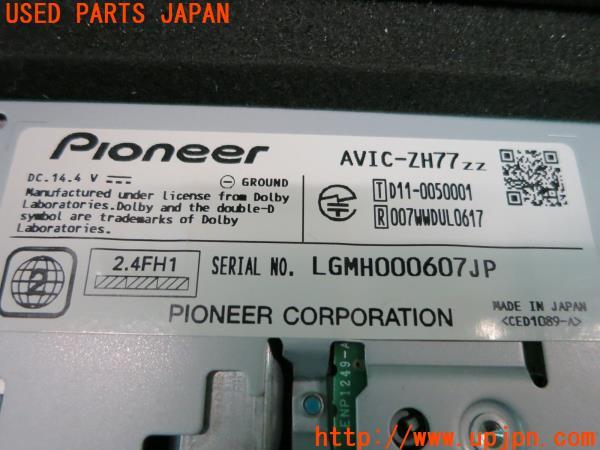 USED PARTS JAPAN
Pioneer
AVIC-ZH77zz
DC.14.4 V
⊖ GROUND
Manufactured under license from Dolby
Laboratories. Dolby and the double-D
symbol are trademarks of Dolby
Laboratories.
T D11-0050001
R 007WWDUL0617
2
2.4FH1
SERIAL NO. LGMH000607JP
MADE IN JAPAN
<CED1089-A>
PIONEER CORPORATION
ENP1249-A
http://www.upjpn.com